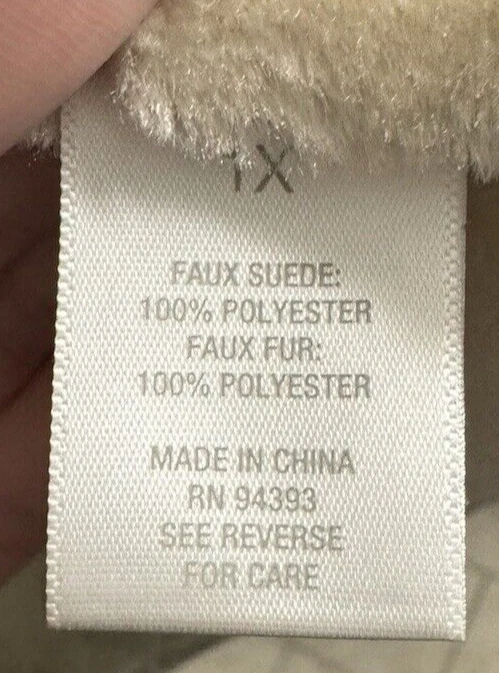 1X
FAUX SUEDE:
100% POLYESTER
FAUX FUR:
100% POLYESTER
MADE IN CHINA
RN 94393
SEE REVERSE
FOR CARE